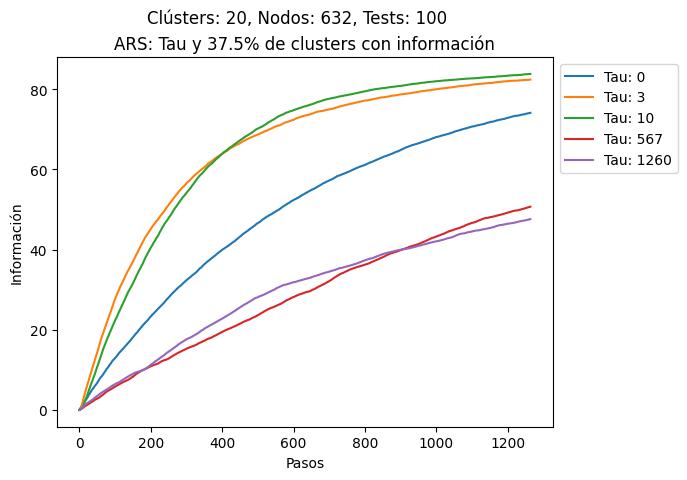 Clústers: 20, Nodos: 632, Tests: 100
ARS: Tau y 37.5% de clusters con información
Información
80
60
40
20
0
0 200 400 600 800 1000 1200
Pasos
Tau: 0
Tau: 3
Tau: 10
Tau: 567
Tau: 1260